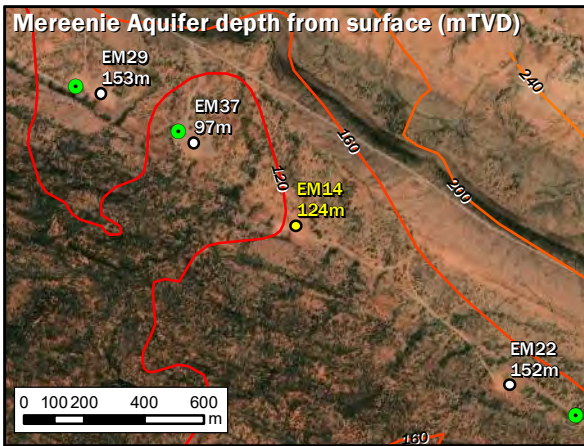 Mereenie Aquifer depth from surface (mTVD)
EM29
153m
240
EM37
97m
160
120
EM14
124m
200
EM22
152m
0 100 200 400 600
m
160